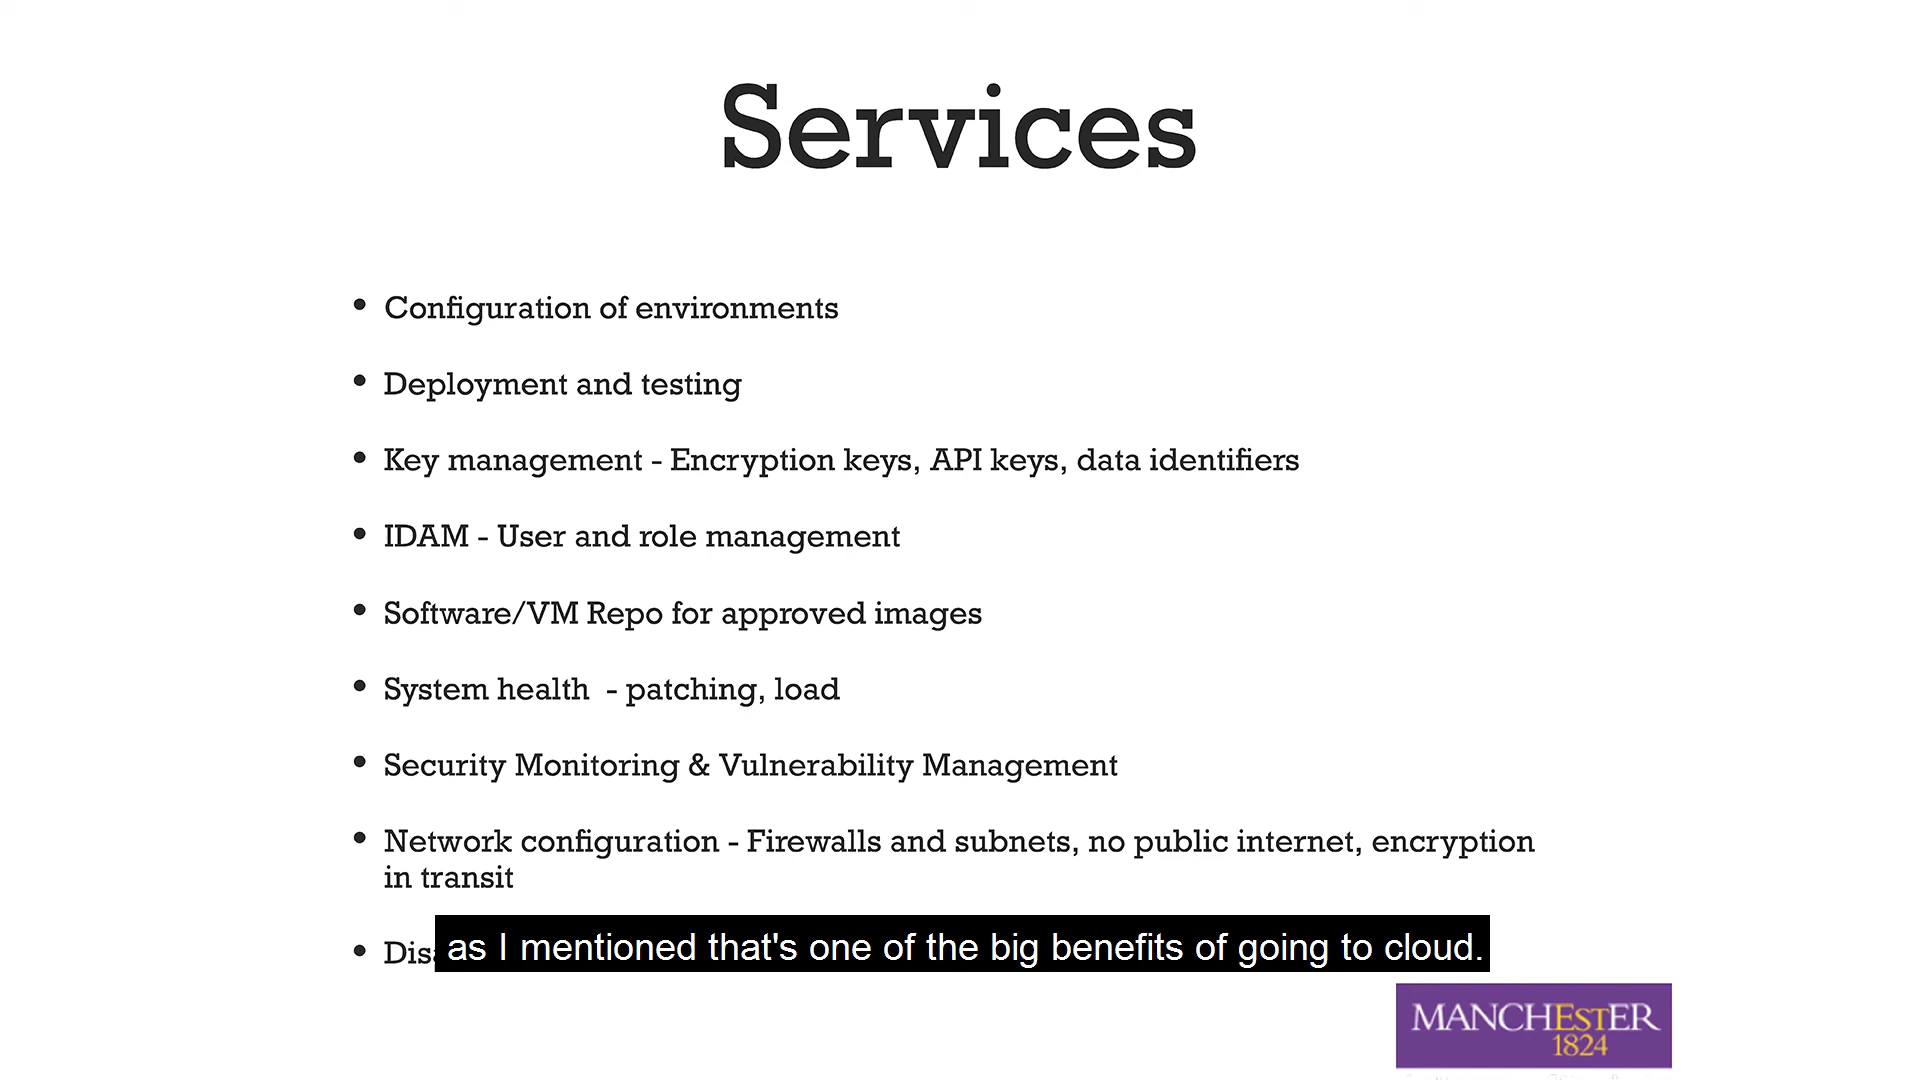 Services
• Configuration of environments
• Deployment and testing
• Key management - Encryption keys, API keys, data identifiers
• IDAM - User and role management
• Software/VM Repo for approved images
• System health - patching, load
• Security Monitoring & Vulnerability Management
• Network configuration - Firewalls and subnets, no public internet, encryption
in transit
•
as I mentioned that's one of the big benefits of going to cloud.
MANCHESTER
1824